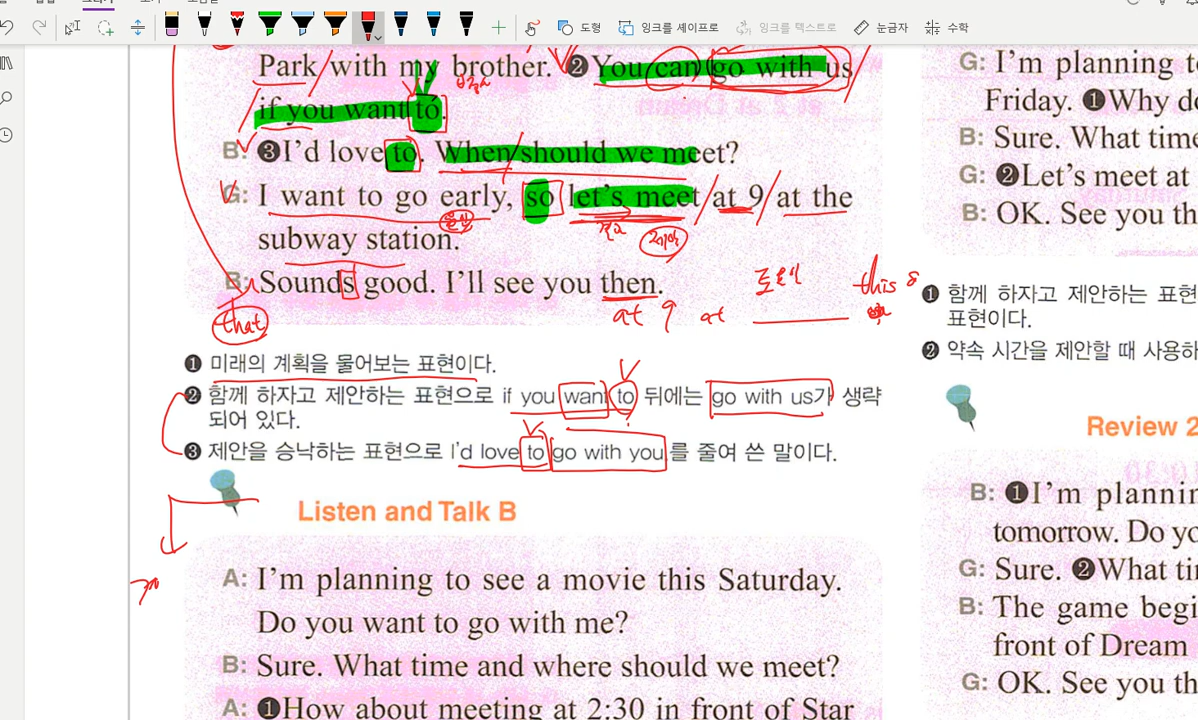 도형
잉크를 셰이프로
잉크를 텍스트로
눈금자
수학
Park with my brother. ❷You can go with us
if you want to.
B: ❸I'd love to. When should we meet?
G: I want to go early, so let's meet at 9 at the
subway station.
B: Sounds good. I'll see you then.
that
at 9 at
this
❶ 미래의 계획을 물어보는 표현이다.
❷ 함께 하자고 제안하는 표현으로 if you want to 뒤에는 go with us가 생략
되어 있다.
❸ 제안을 승낙하는 표현으로 I'd love to go with you를 줄여 쓴 말이다.
Listen and Talk B
A: I'm planning to see a movie this Saturday.
Do you want to go with me?
B: Sure. What time and where should we meet?
A: ❶How about meeting at 2:30 in front of Star
G: I'm planning t
Friday. ❶Why d
B: Sure. What time
G: ❷Let's meet at
B: OK. See you th
❶ 함께 하자고 제안하는 표현
표현이다.
❷ 약속 시간을 제안할 때 사용하
Review 2
B: ❶I'm plannin
tomorrow. Do yo
G: Sure. ❷What ti
B: The game begi
front of Dream
G: OK. See you th